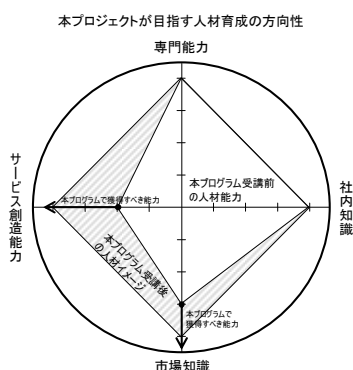 本プロジェクトが目指す人材育成の方向性
専門能力
サービス創造能力
本プログラムで獲得すべき能力
本プログラム受講前
の人材能力
社内知識
本プログラム受講後
の人材イメージ
本プログラムで
獲得すべき能力
市場知識